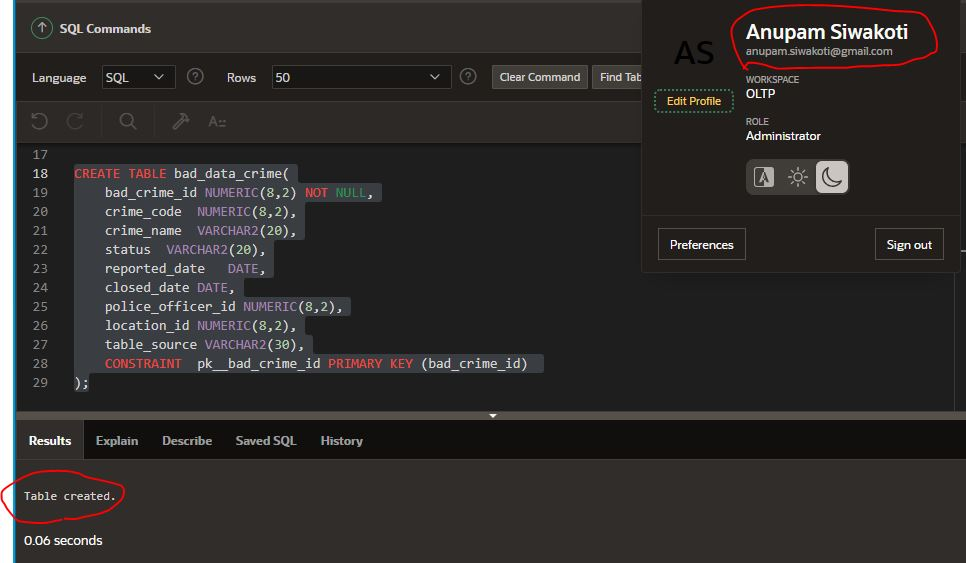 SQL Commands
Anupam Siwakoti
anupam.siwakoti@gmail.com
AS
Edit Profile
WORKSPACE
OLTP
ROLE
Administrator
A
Preferences
Sign out
Language SQL Rows 50 Clear Command Find Tab
A
17
18 CREATE TABLE bad_data_crime(
19 bad_crime_id NUMERIC(8,2) NOT NULL,
20 crime_code NUMERIC(8,2),
21 crime_name VARCHAR2(20),
22 status VARCHAR2(20),
23 reported_date DATE,
24 closed_date DATE,
25 police_officer_id NUMERIC(8,2),
26 location_id NUMERIC(8,2),
27 table_source VARCHAR2(30),
28 CONSTRAINT pk__bad_crime_id PRIMARY KEY (bad_crime_id)
29 );
Results Explain Describe Saved SQL History
Table created.
0.06 seconds